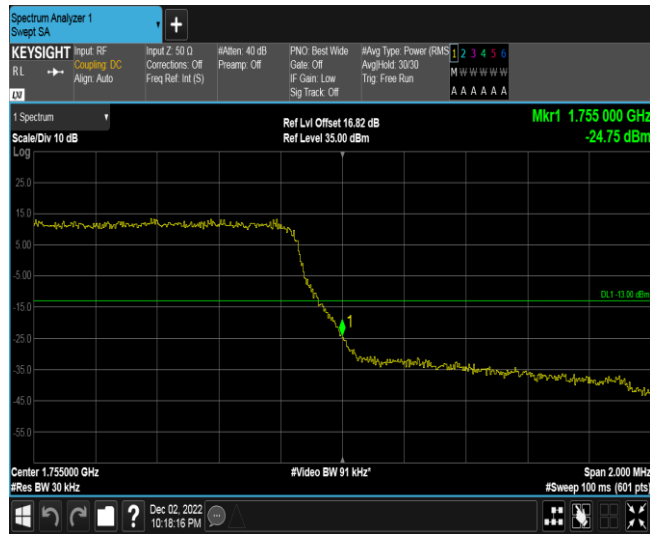 Spectrum Analyzer 1
Swept SA
+
KEYSIGHT
RL
LXI
Input: RF
Coupling: DC
Align: Auto
Input Z: 50 Ω
Corrections: Off
Freq Ref: Int (S)
#Atten: 40 dB
Preamp: Off
PNO: Best Wide
Gate: Off
IF Gain: Low
Sig Track: Off
#Avg Type: Power (RMS
Avg|Hold: 30/30
Trig: Free Run
1 2 3 4 5 6
M W W W W W
A A A A A A
1 Spectrum
Scale/Div 10 dB
Log
Ref Lvl Offset 16.82 dB
Ref Level 35.00 dBm
Mkr1 1.755 000 GHz
-24.75 dBm
25.0
15.0
5.00
-5.00
DL1 -13.00 dBm
-15.0
1
-25.0
-35.0
-45.0
-55.0
Center 1.755000 GHz
#Res BW 30 kHz
#Video BW 91 kHz*
Span 2.000 MHz
#Sweep 100 ms (601 pts)
?
Dec 02, 2022
10:18:16 PM